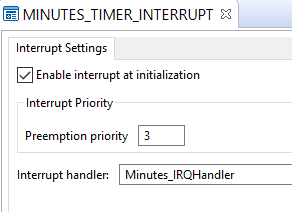 MINUTES_TIMER_INTERRUPT
Interrupt Settings
Enable interrupt at initialization
Interrupt Priority
Preemption priority 3
Interrupt handler: Minutes_IRQHandler